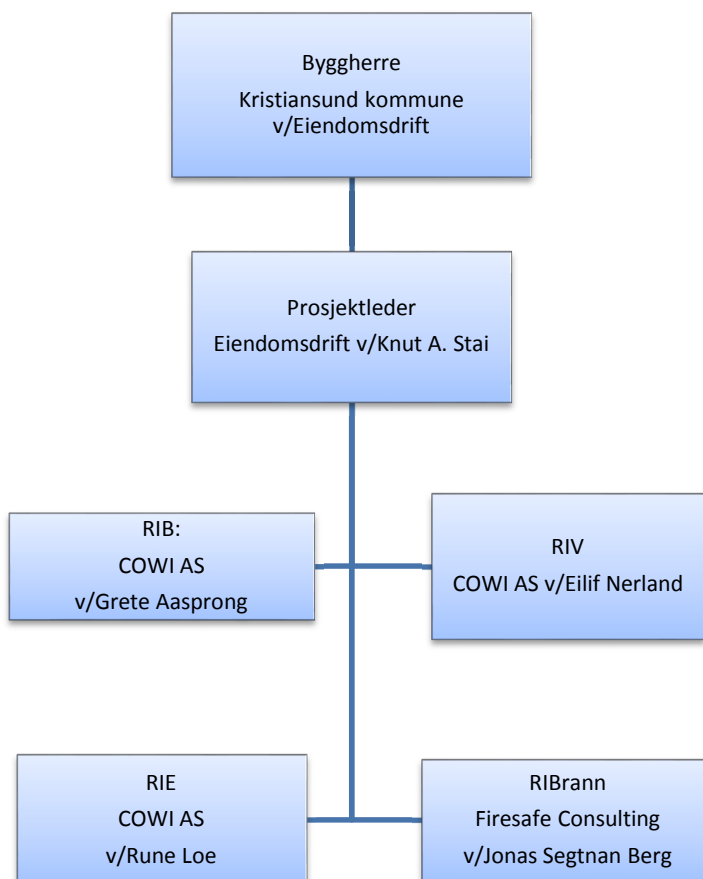 Byggherre
Kristiansund kommune
v/Eiendomsdrift
Prosjektleder
Eiendomsdrift v/Knut A. Stai
RIB:
COWI AS
v/Grete Aasprong
RIV
COWI AS v/Eilif Nerland
RIE
COWI AS
v/Rune Loe
RIBrann
Firesafe Consulting
v/Jonas Segtnan Berg